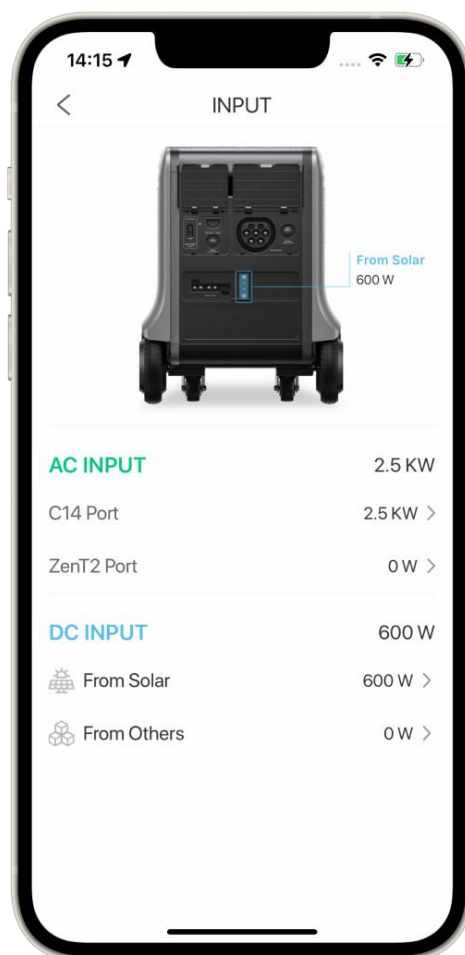 14:15
INPUT
From Solar
600 W
AC INPUT 2.5 KW
C14 Port 2.5 KW >
ZenT2 Port 0 W >
DC INPUT 600 W
From Solar 600 W >
From Others 0 W >